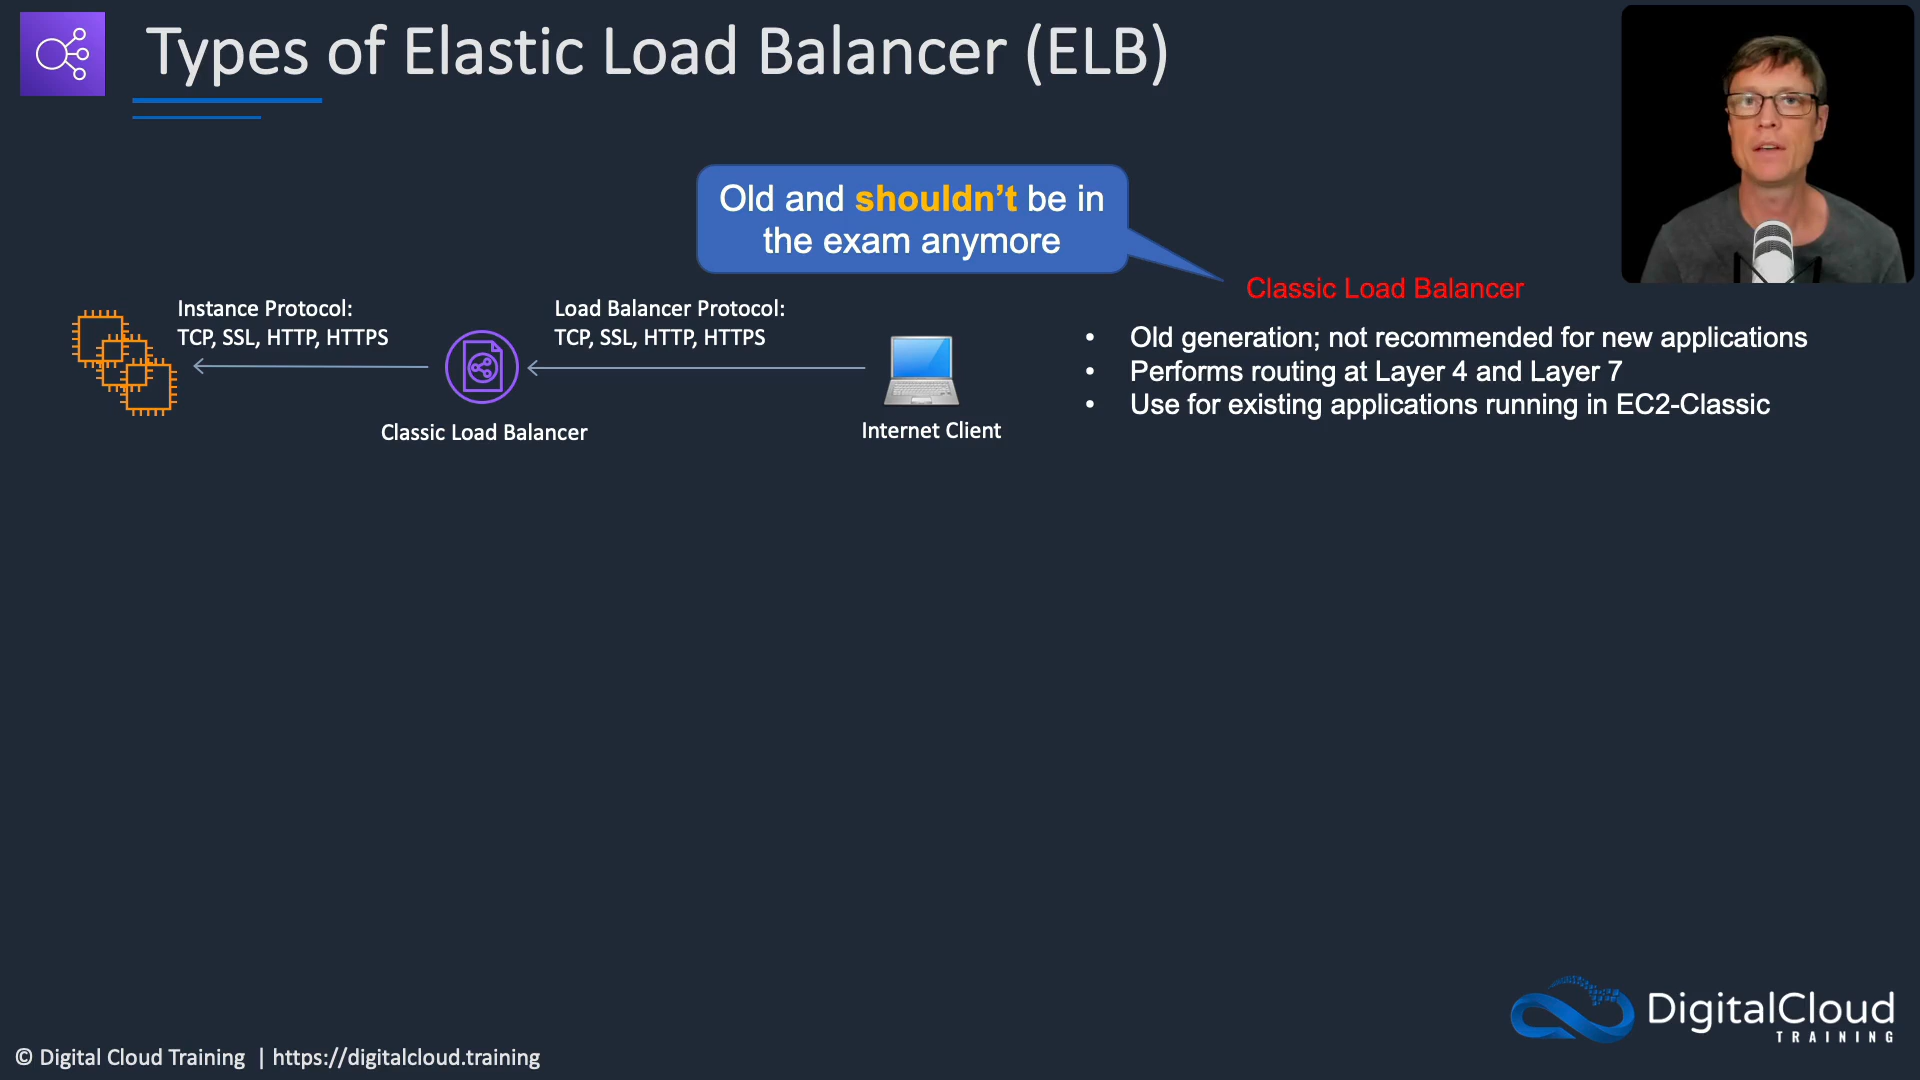 Types of Elastic Load Balancer (ELB)
Old and shouldn’t be in
the exam anymore
Classic Load Balancer
Instance Protocol:
TCP, SSL, HTTP, HTTPS
Load Balancer Protocol:
TCP, SSL, HTTP, HTTPS
Classic Load Balancer
Internet Client
• Old generation; not recommended for new applications
• Performs routing at Layer 4 and Layer 7
• Use for existing applications running in EC2-Classic
DigitalCloud
TRAINING
© Digital Cloud Training | https://digitalcloud.training